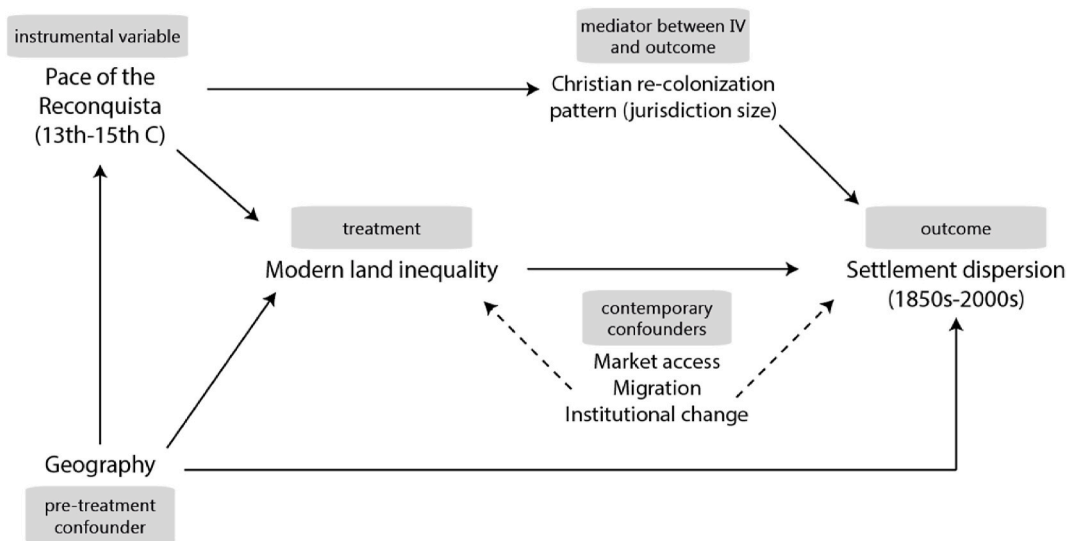 instrumental variable
Pace of the
Reconquista
(13th-15th C)
mediator between IV
and outcome
Christian re-colonization
pattern (jurisdiction size)
treatment
Modern land inequality
outcome
Settlement dispersion
(1850s-2000s)
contemporary
confounders
Market access
Migration
Institutional change
Geography
pre-treatment
confounder